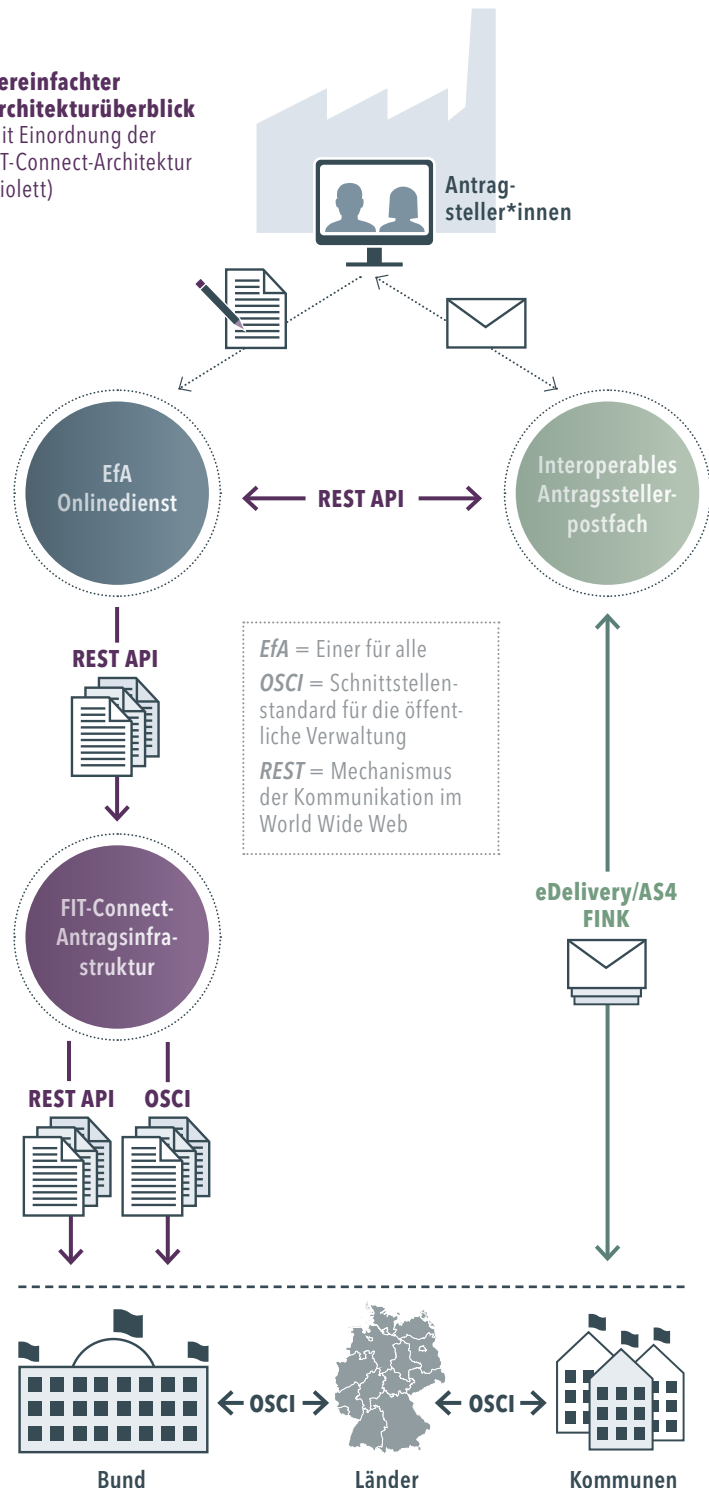 ereinfachter
rchitekturüberblick
it Einordnung der
T-Connect-Architektur
iolett)
Antrag-
steller*innen
EfA
Onlinedienst
REST API
Interoperables
Antragssteller-
postfach
REST API
EfA = Einer für alle
OSCI = Schnittstellen-
standard für die öffent-
liche Verwaltung
REST = Mechanismus
der Kommunikation im
World Wide Web
FIT-Connect-
Antragsinfra-
struktur
eDelivery/AS4
FINK
REST API
OSCI
OSCI
OSCI
Bund
Länder
Kommunen